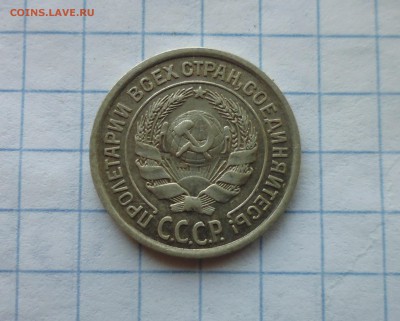 COINS.LAVE.RU
ПРОЛЕТАРИИ ВСЕХ СТРАН, СОЕДИНЯЙТЕСЬ!
С.С.С.Р.